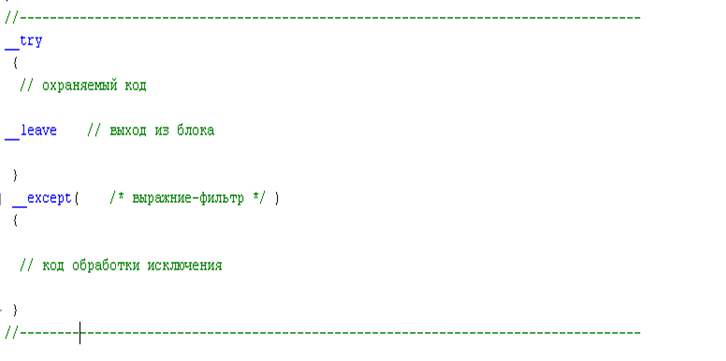 //-----------------------------------------------------------------------------------
__try
{
// охраняемый код
__leave // выход из блока
}
__except( /* выражние-фильтр */ )
{
// код обработки исключения
}
//-----------------------------------------------------------------------------------